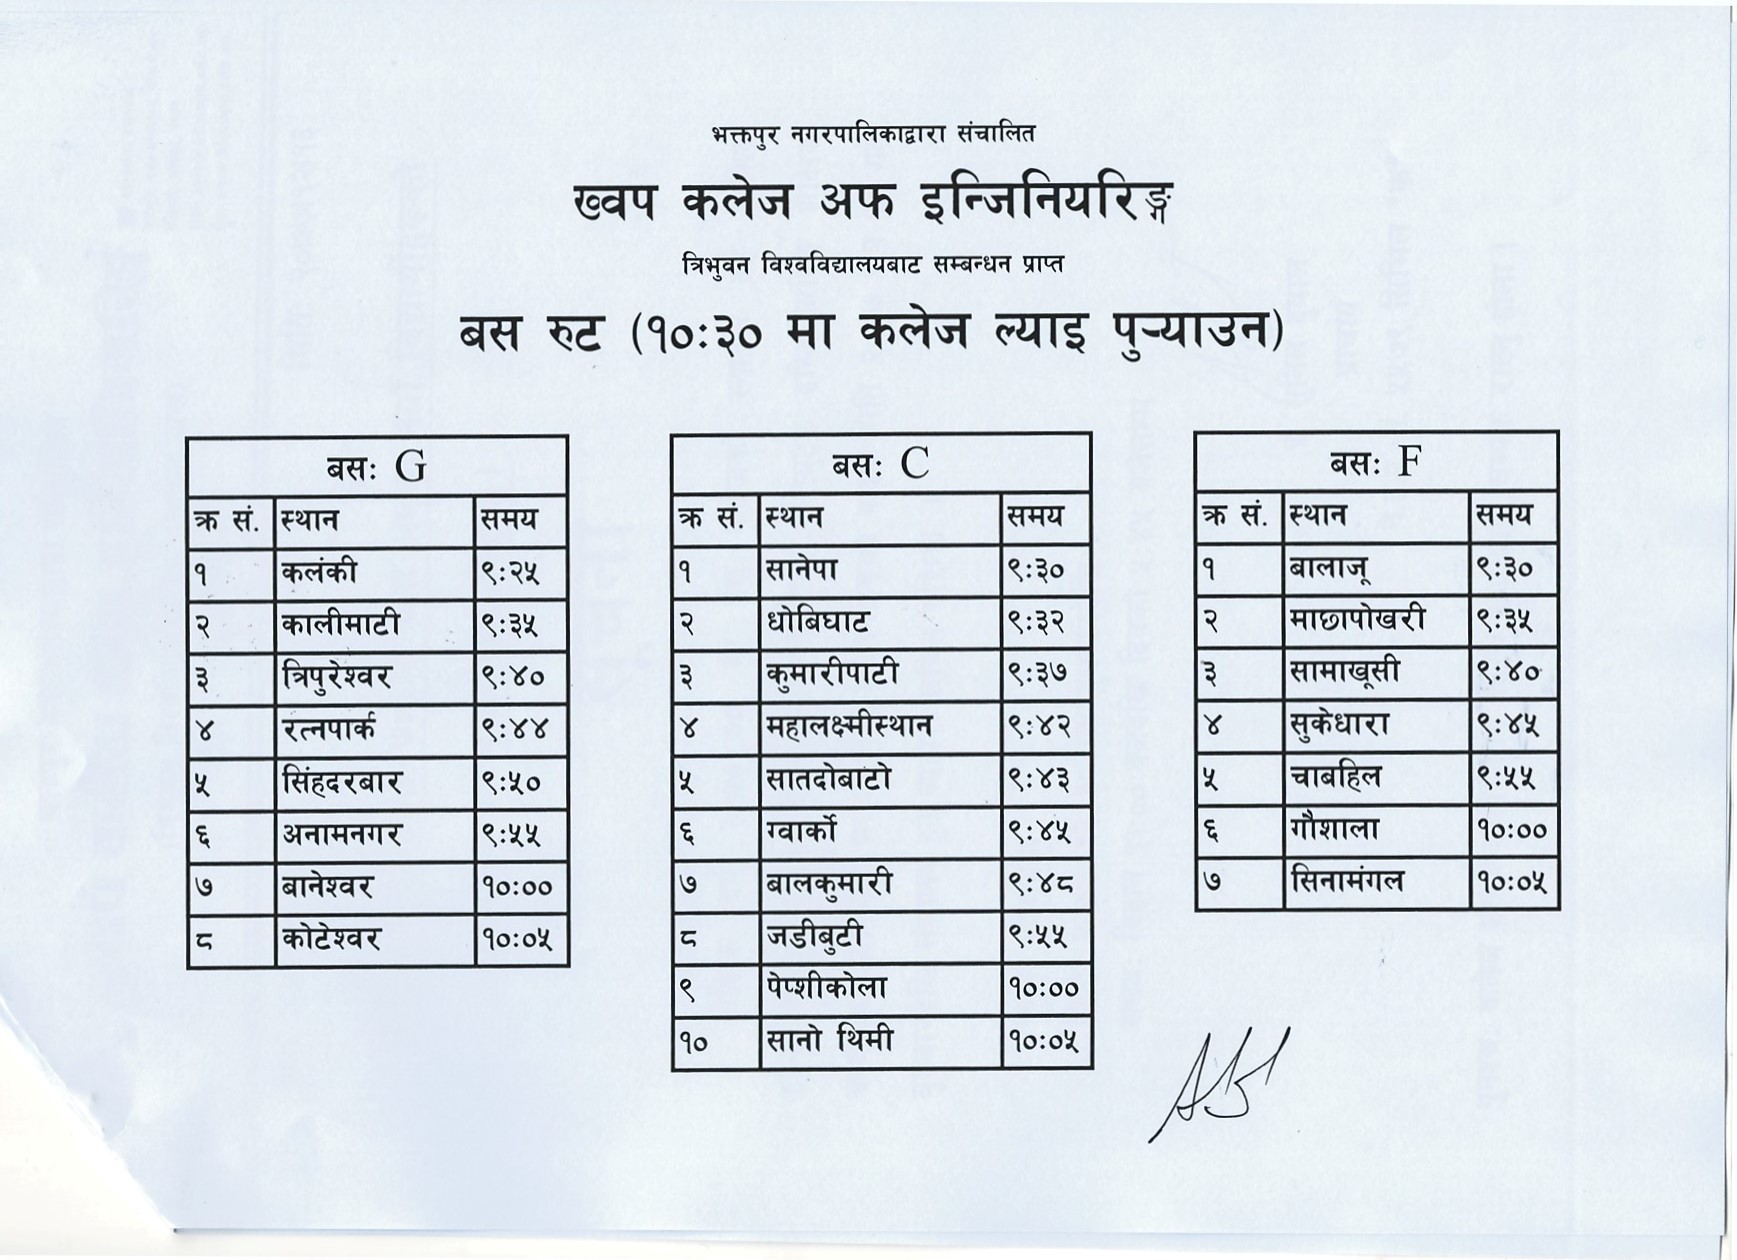 भक्तपुर नगरपालिकाद्वारा संचालित
ख्वप कलेज अफ इन्जिनियरिङ्ग
त्रिभुवन विश्वविद्यालयबाट सम्बन्धन प्राप्त
बस रुट (१०:३० मा कलेज ल्याइ पुऱ्याउन)
बस: G
क्र सं. स्थान समय
१ कलंकी ९:२५
२ कालीमाटी ९:३५
३ त्रिपुरेश्वर ९:४०
४ रत्नपार्क ९:४४
५ सिंहदरबार ९:५०
६ अनामनगर ९:५५
७ बानेश्वर १०:००
८ कोटेश्वर १०:०५
बस: C
क्र सं. स्थान समय
१ सानेपा ९:३०
२ धोबिघाट ९:३२
३ कुमारीपाटी ९:३७
४ महालक्ष्मीस्थान ९:४२
५ सातदोबाटो ९:४३
६ ग्वार्को ९:४५
७ बालकुमारी ९:४८
८ जडीबुटी ९:५५
९ पेप्शीकोला १०:००
१० सानो थिमी १०:०५
बस: F
क्र सं. स्थान समय
१ बालाजू ९:३०
२ माछापोखरी ९:३५
३ सामाखूसी ९:४०
४ सुकेधारा ९:४५
५ चाबहिल ९:५५
६ गौशाला १०:००
७ सिनामंगल १०:०५